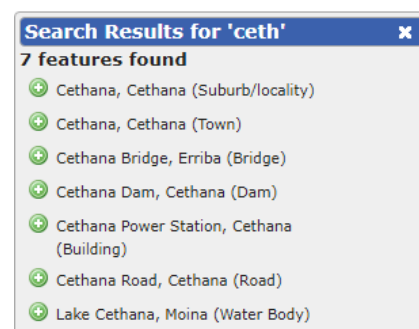 Search Results for 'ceth'
7 features found
Cethana, Cethana (Suburb/locality)
Cethana, Cethana (Town)
Cethana Bridge, Erriba (Bridge)
Cethana Dam, Cethana (Dam)
Cethana Power Station, Cethana
(Building)
Cethana Road, Cethana (Road)
Lake Cethana, Moina (Water Body)